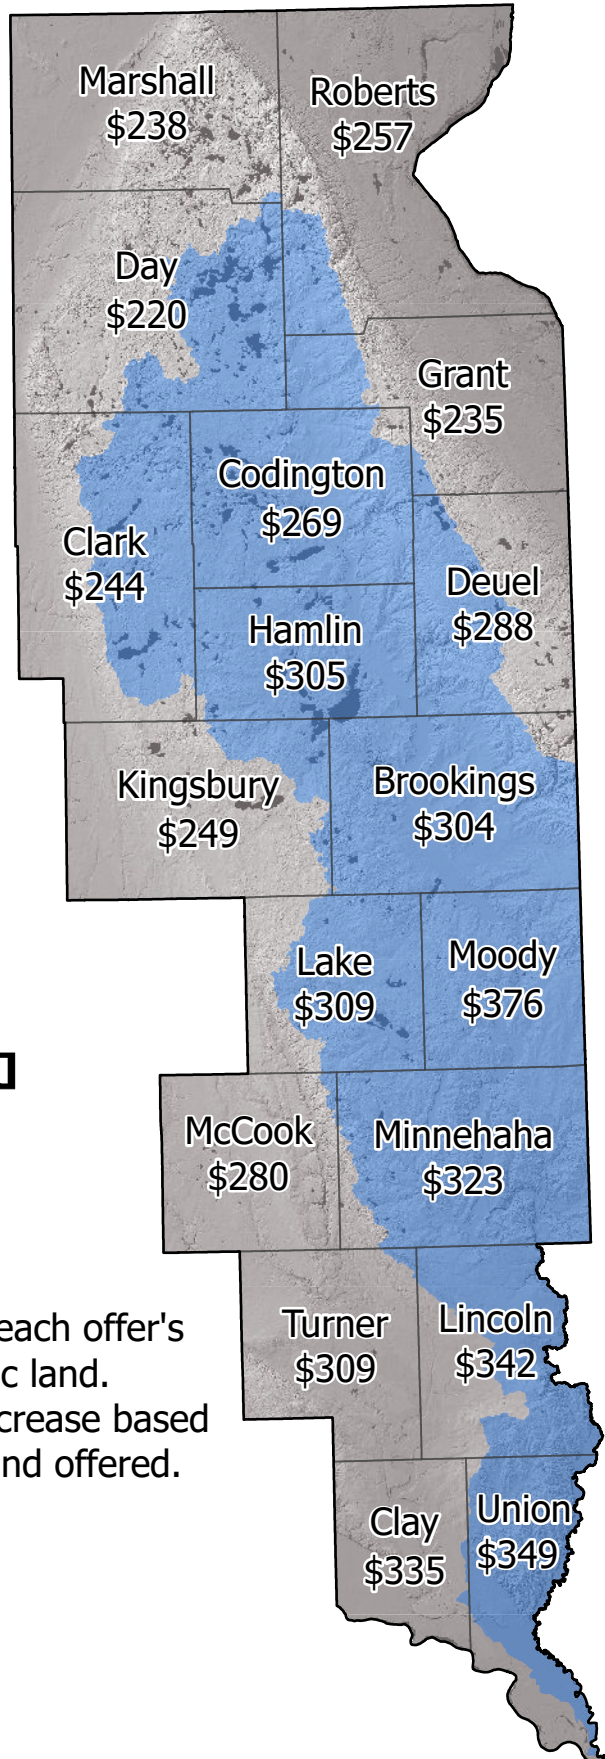 Marshall
$238
Roberts
$257
Day
$220
Grant
$235
Codington
$269
Clark
$244
Deuel
$288
Hamlin
$305
Kingsbury
$249
Brookings
$304
Lake
$309
Moody
$376
McCook
$280
Minnehaha
$323
Turner
$309
Lincoln
$342
each offer's
c land.
crease based
nd offered.
Clay
$335
Union
$349